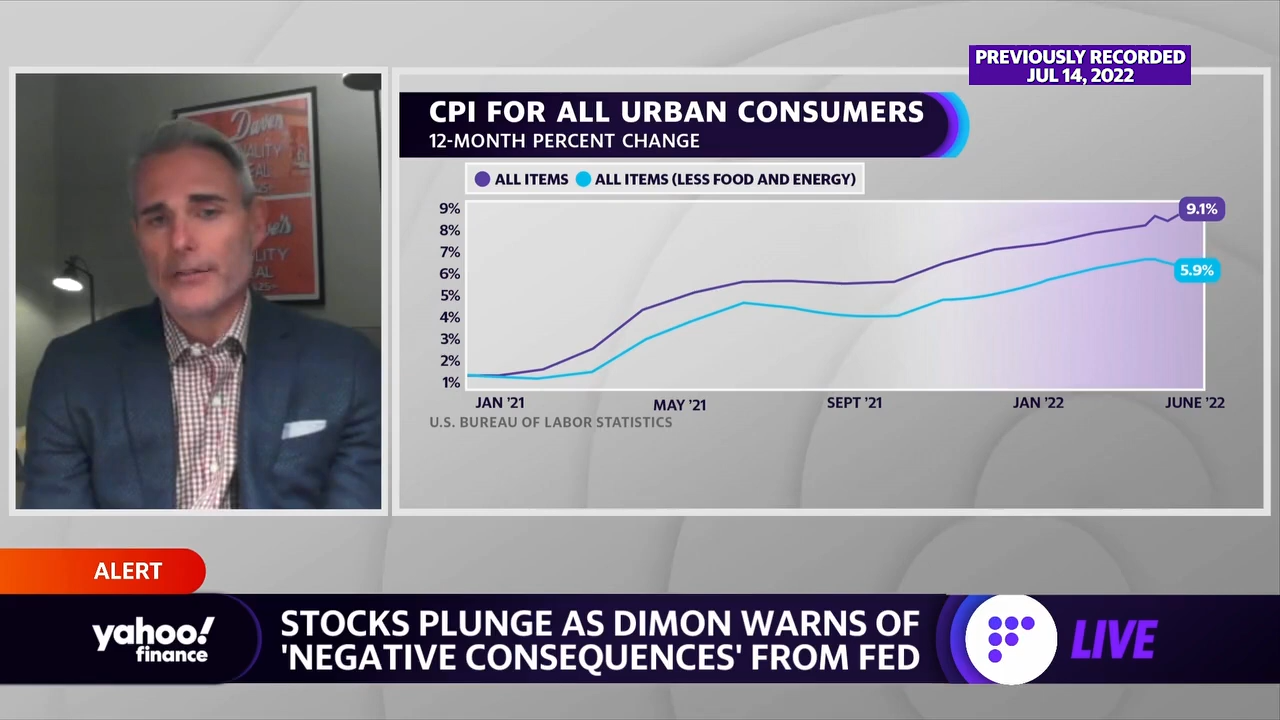 PREVIOUSLY RECORDED
JUL 14, 2022
CPI FOR ALL URBAN CONSUMERS
12-MONTH PERCENT CHANGE
ALL ITEMS ALL ITEMS (LESS FOOD AND ENERGY)
9%
8%
7%
6%
5%
4%
3%
2%
1%
9.1%
5.9%
JAN '21 MAY '21 SEPT '21 JAN '22 JUNE '22
U.S. BUREAU OF LABOR STATISTICS
ALERT
yahoo!
finance
STOCKS PLUNGE AS DIMON WARNS OF
'NEGATIVE CONSEQUENCES' FROM FED
LIVE